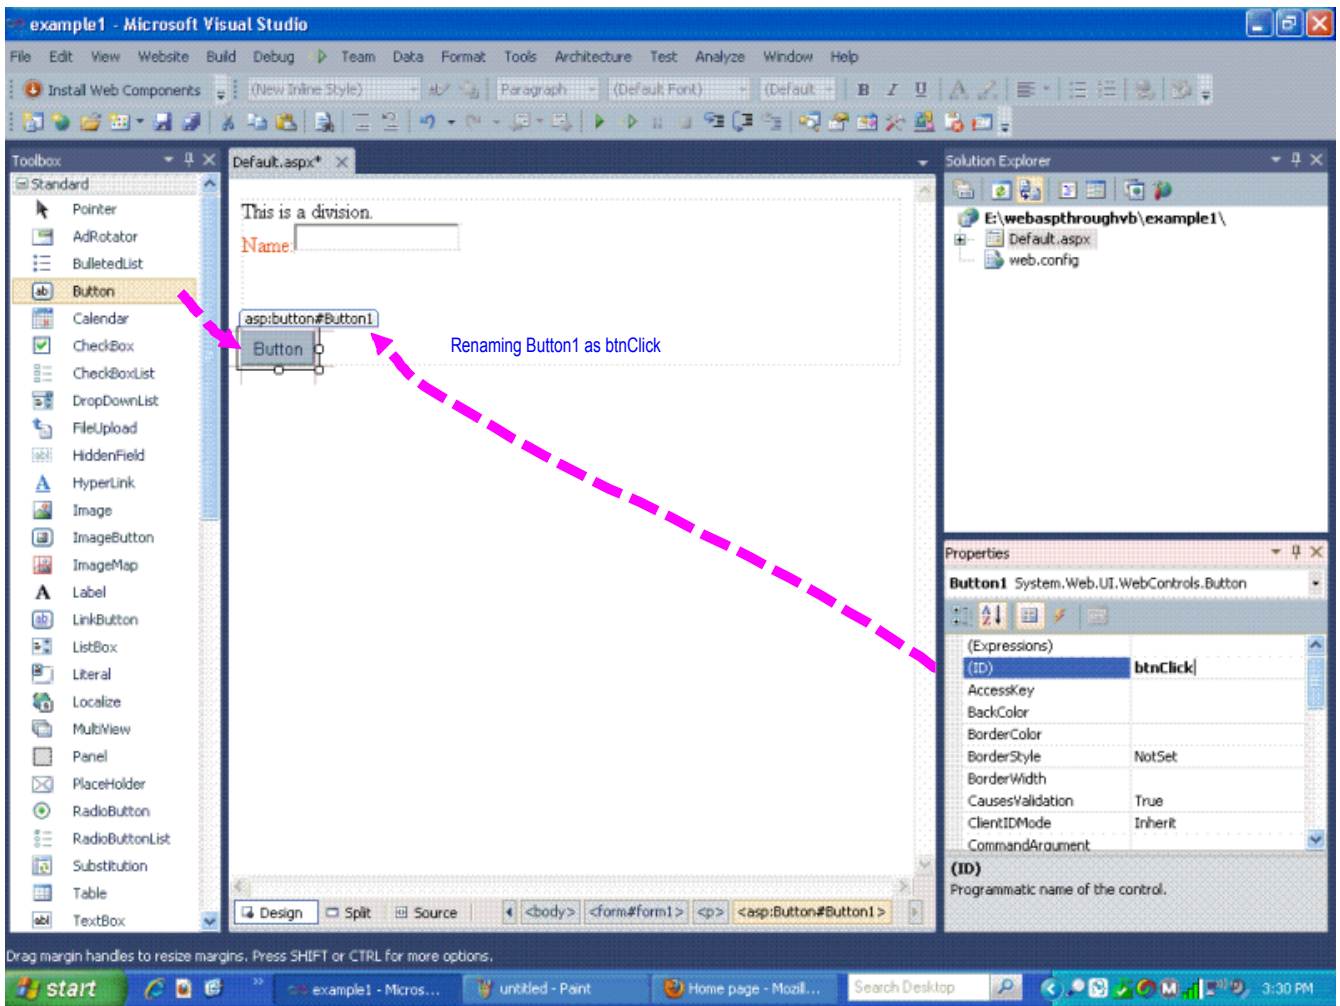 example1 - Microsoft Visual Studio
File Edit View Website Build Debug Team Data Format Tools Architecture Test Analyze Window Help
Install Web Components (New Inline Style) Paragraph (Default Font) (Default B I U A
Toolbox
Standard
Pointer
AdRotator
BulletedList
Button
Calendar
CheckBox
CheckBoxList
DropDownList
FileUpload
HiddenField
HyperLink
Image
ImageButton
ImageMap
Label
LinkButton
ListBox
Literal
Localize
MultiView
Panel
PlaceHolder
RadioButton
RadioButtonList
Substitution
Table
TextBox
Default.aspx*
This is a division.
Name:
asp:button#Button1
Button
Renaming Button1 as btnClick
Design Split Source <body> <form#form1> <p> <asp:Button#Button1>
Solution Explorer
E:\webaspthroughvb\example1\
Default.aspx
web.config
Properties
Button1 System.Web.UI.WebControls.Button
(Expressions)
(ID) btnClick
AccessKey
BackColor
BorderColor
BorderStyle NotSet
BorderWidth
CausesValidation True
ClientIDMode Inherit
CommandArgument
(ID)
Programmatic name of the control.
Drag margin handles to resize margins. Press SHIFT or CTRL for more options.
start example1 - Micros... untitled - Paint Home page - Mozill... Search Desktop 3:30 PM